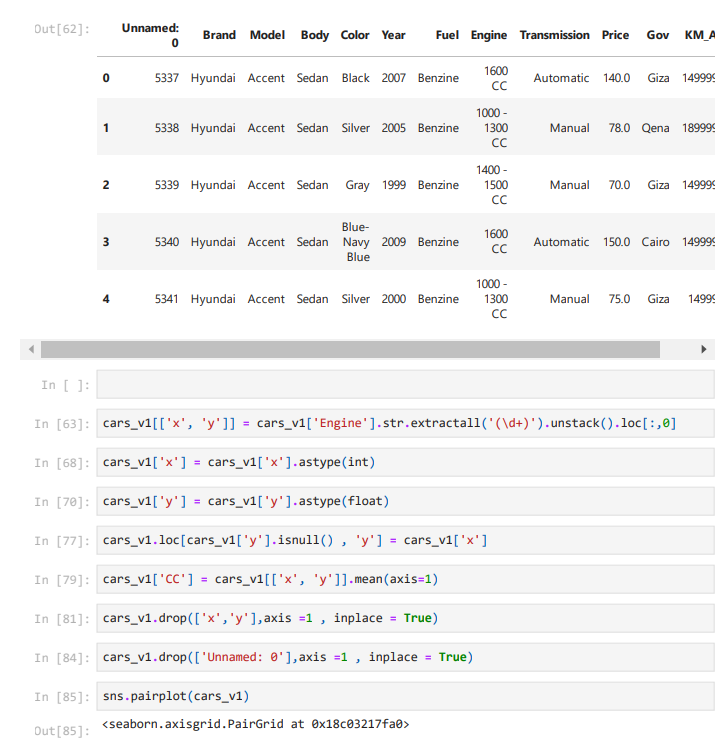 Out[62]:
Unnamed: 0 Brand Model Body Color Year Fuel Engine Transmission Price Gov KM_A
0 5337 Hyundai Accent Sedan Black 2007 Benzine 1600 CC Automatic 140.0 Giza 149999
1 5338 Hyundai Accent Sedan Silver 2005 Benzine 1000 - 1300 CC Manual 78.0 Qena 189999
2 5339 Hyundai Accent Sedan Gray 1999 Benzine 1400 - 1500 CC Manual 70.0 Giza 149999
3 5340 Hyundai Accent Sedan Blue-Navy Blue 2009 Benzine 1600 CC Automatic 150.0 Cairo 149999
4 5341 Hyundai Accent Sedan Silver 2000 Benzine 1000 - 1300 CC Manual 75.0 Giza 14999
In [ ]:
In [63]: cars_v1[['x', 'y']] = cars_v1['Engine'].str.extractall('(\d+)').unstack().loc[:,0]
In [68]: cars_v1['x'] = cars_v1['x'].astype(int)
In [70]: cars_v1['y'] = cars_v1['y'].astype(float)
In [77]: cars_v1.loc[cars_v1['y'].isnull() , 'y'] = cars_v1['x']
In [79]: cars_v1['CC'] = cars_v1[['x', 'y']].mean(axis=1)
In [81]: cars_v1.drop(['x','y'],axis =1 , inplace = True)
In [84]: cars_v1.drop(['Unnamed: 0'],axis =1 , inplace = True)
In [85]: sns.pairplot(cars_v1)
Out[85]: <seaborn.axisgrid.PairGrid at 0x18c03217fa0>